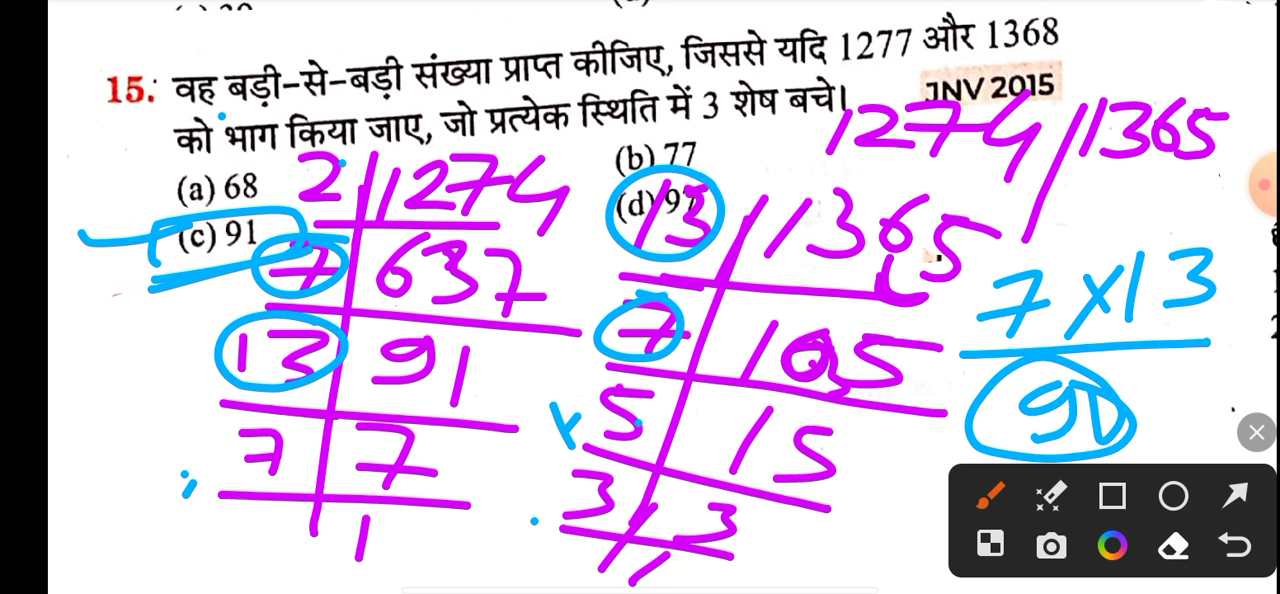 15. वह बड़ी-से-बड़ी संख्या प्राप्त कीजिए, जिससे यदि 1277 और 1368
को भाग किया जाए, जो प्रत्येक स्थिति में 3 शेष बचे।
JNV 2015
1274/1365
(a) 68
(b) 77
(c) 91
(d) 97
2 1274
7 637
13 91
7 7
1
13 1365
7 105
5 15
3 3
1
7 x 13
91